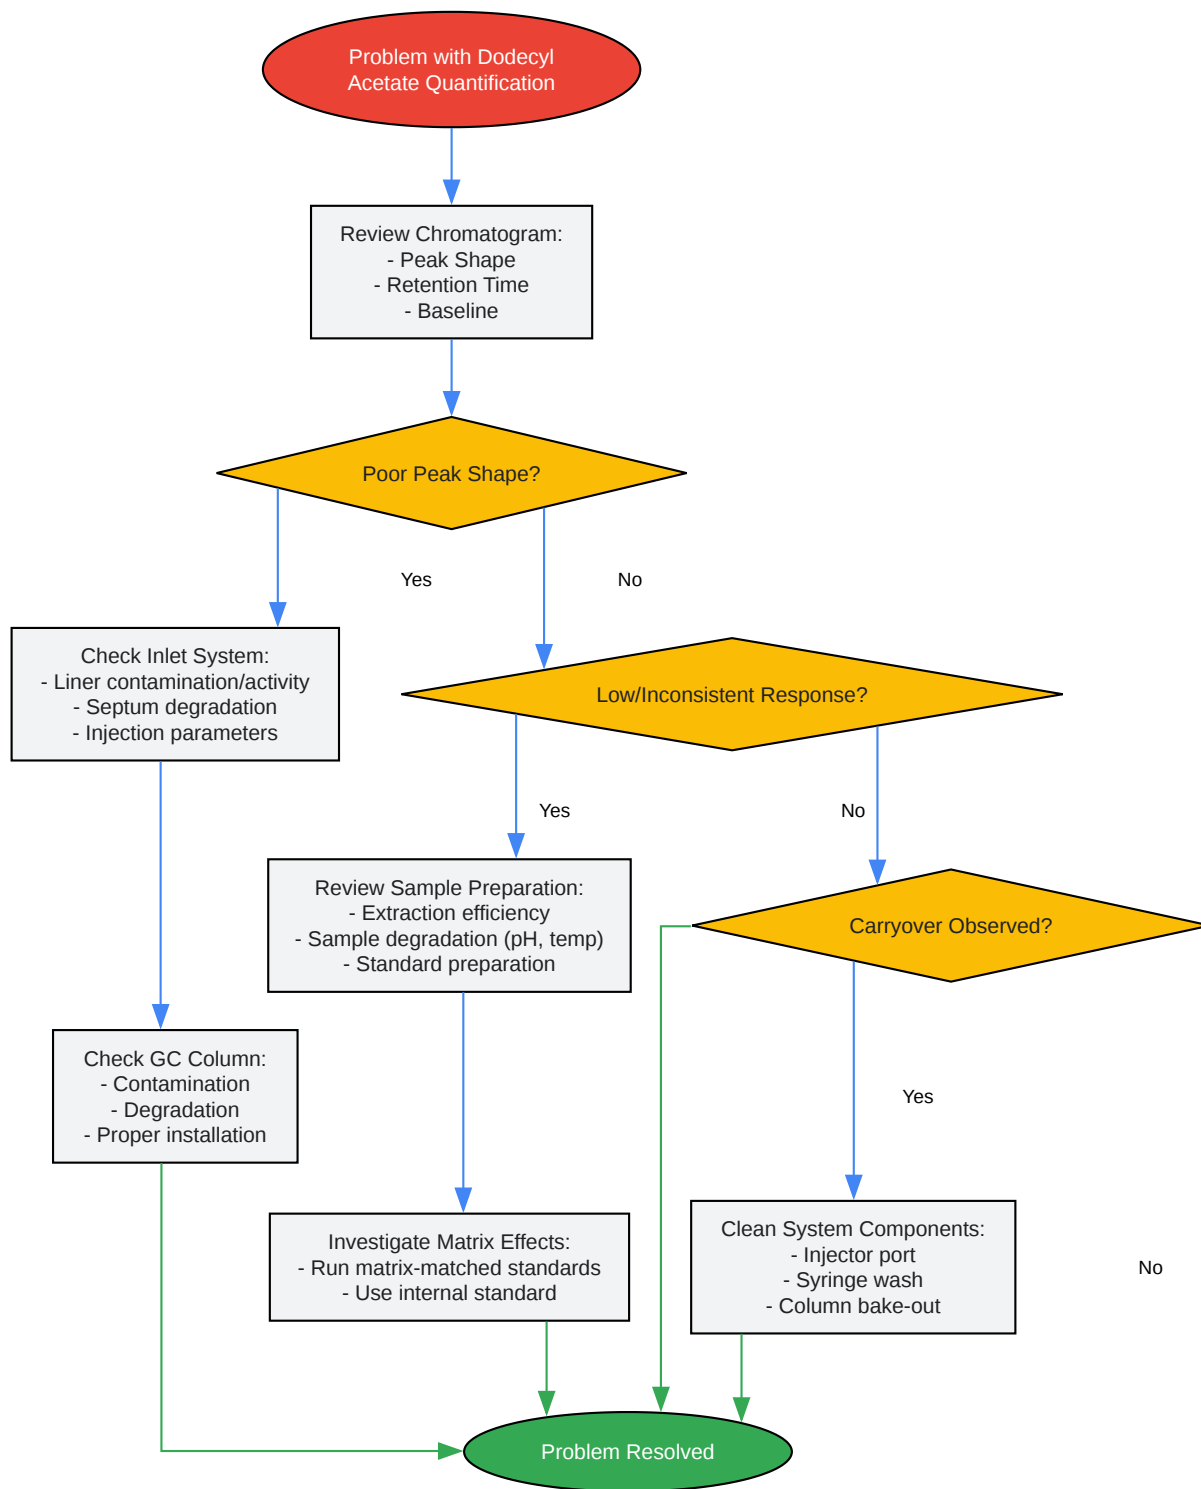 Problem with Dodecyl
Acetate Quantification
Review Chromatogram:
- Peak Shape
- Retention Time
- Baseline
Poor Peak Shape?
Yes
No
Check Inlet System:
- Liner contamination/activity
- Septum degradation
- Injection parameters
Low/Inconsistent Response?
Yes
No
Review Sample Preparation:
- Extraction efficiency
- Sample degradation (pH, temp)
- Standard preparation
Carryover Observed?
Check GC Column:
- Contamination
- Degradation
- Proper installation
Yes
Investigate Matrix Effects:
- Run matrix-matched standards
- Use internal standard
Clean System Components:
- Injector port
- Syringe wash
- Column bake-out
No
Problem Resolved